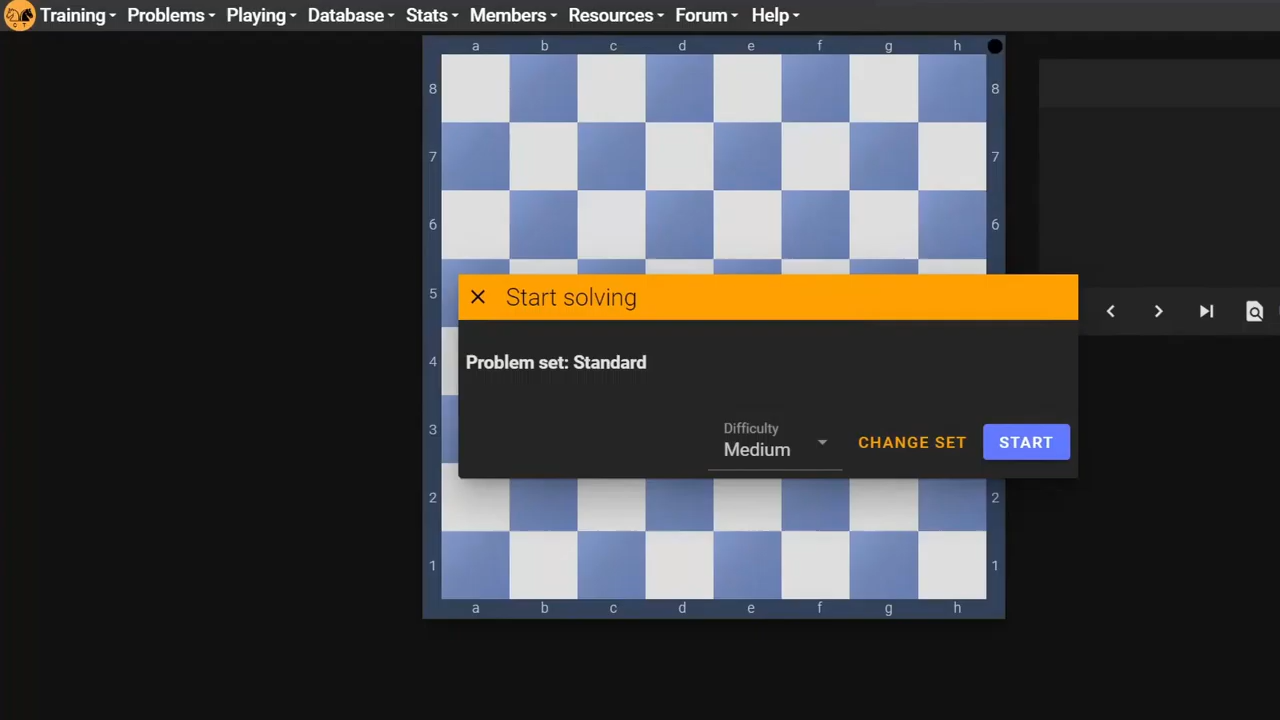 Training Problems Playing Database Stats Members Resources Forum Help
a b c d e f g h
8 8
7 7
6 6
5
Start solving
Problem set: Standard
4
Difficulty
3
Medium CHANGE SET START
2 2
1 1
a b c d e f g h